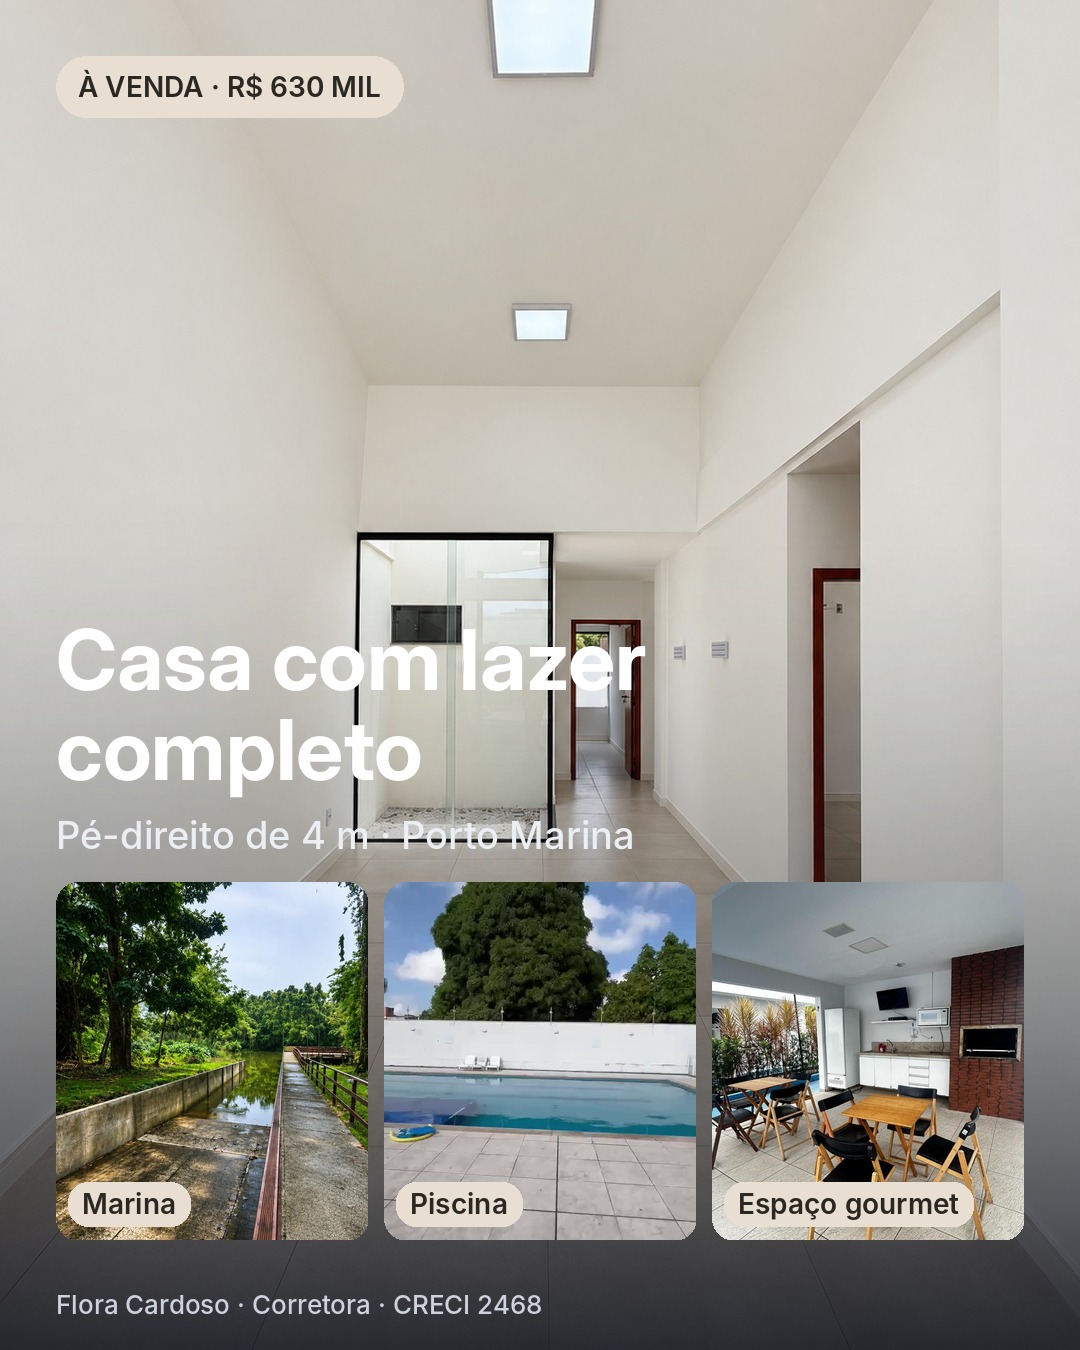 À VENDA · R$ 630 MIL
Casa com lazer
completo
Pé-direito de 4 m · Porto Marina
Marina
Piscina
Espaço gourmet
Flora Cardoso · Corretora · CRECI 2468